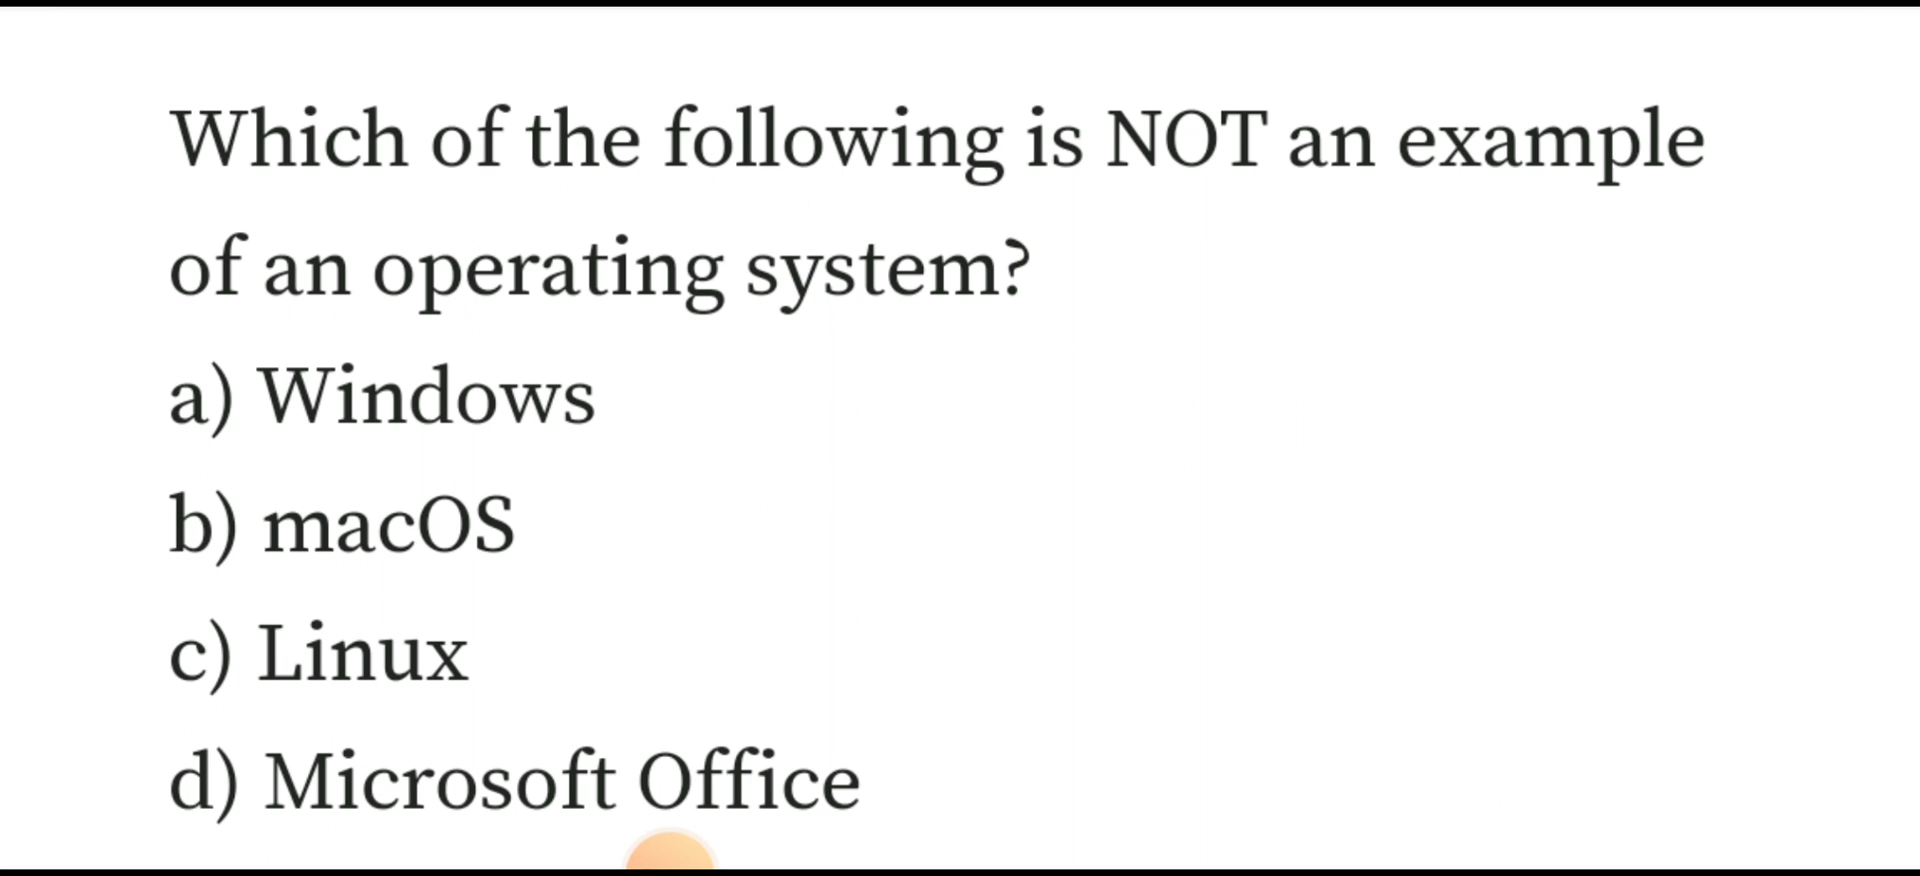 Which of the following is NOT an example
of an operating system?
a) Windows
b) macOS
c) Linux
d) Microsoft Office